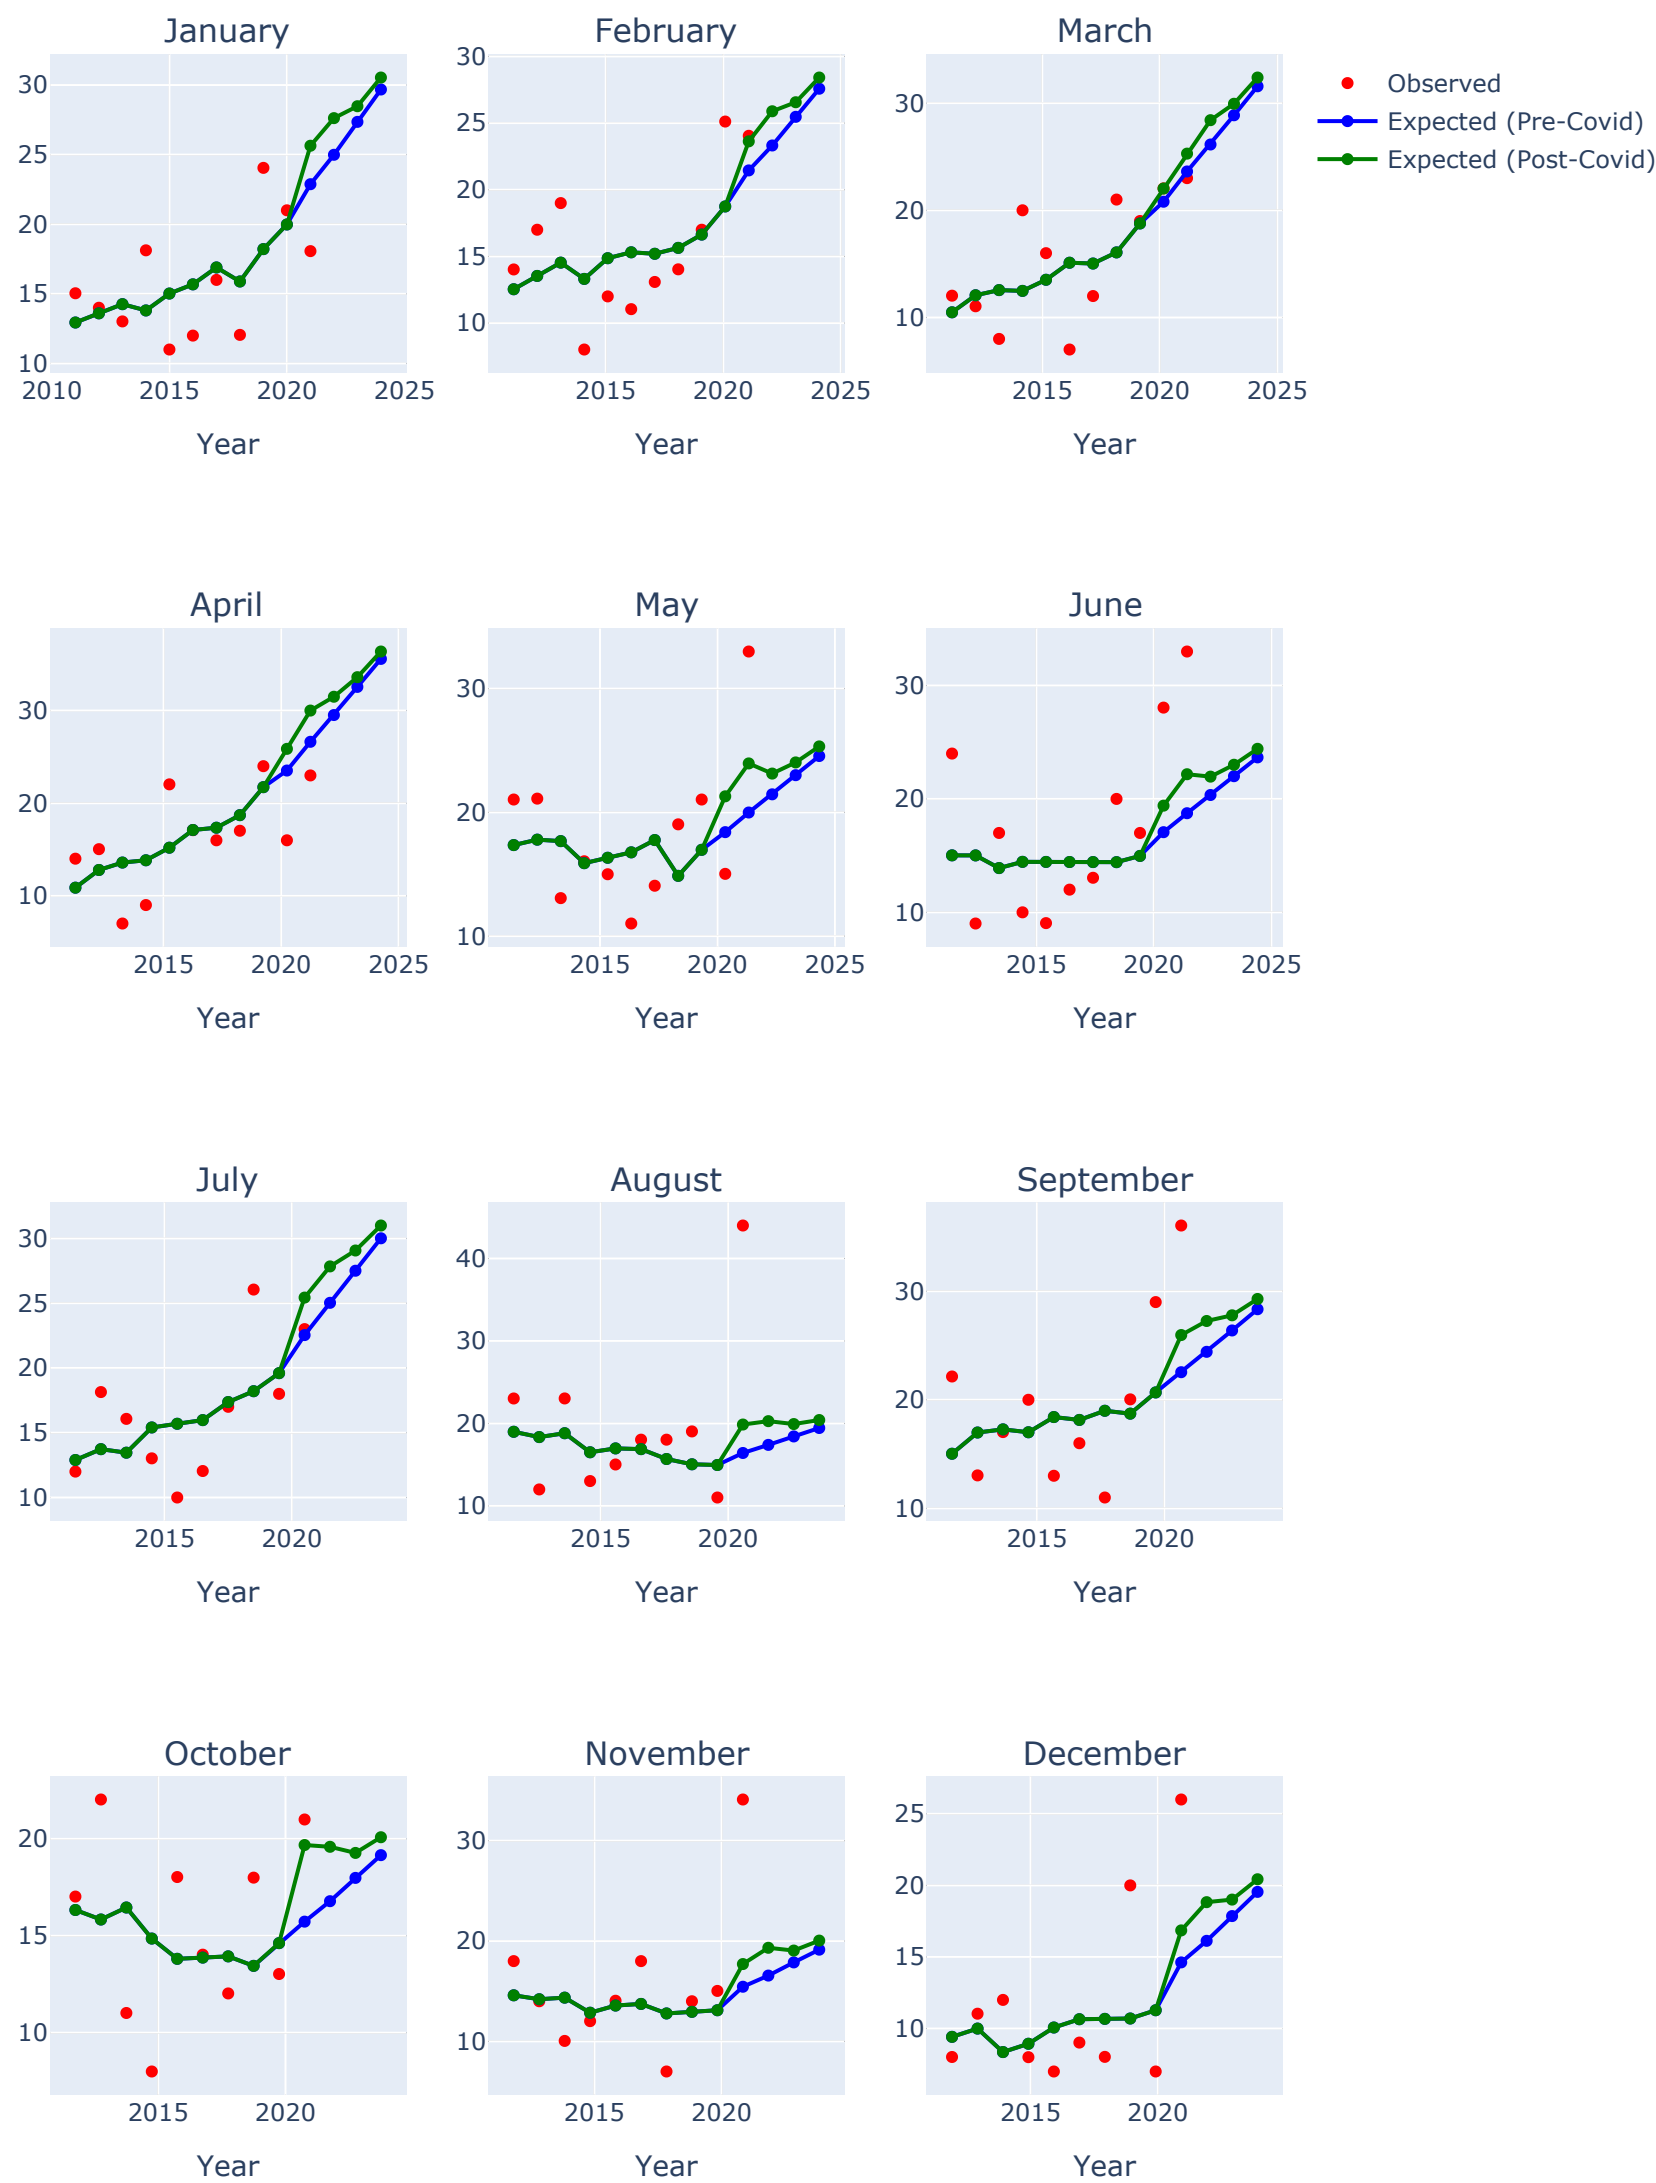 January
February
March
30
25
20
15
10
2010 2015 2020 2025
Year
30
25
20
15
10
2015 2020 2025
Year
30
20
10
2015 2020 2025
Year
Observed
Expected (Pre-Covid)
Expected (Post-Covid)
April
May
June
30
20
10
2015 2020 2025
Year
30
20
10
2015 2020 2025
Year
30
20
10
2015 2020 2025
Year
July
August
September
30
25
20
15
10
2015 2020
Year
40
30
20
10
2015 2020
Year
30
20
10
2015 2020
Year
October
November
December
20
15
10
2015 2020
Year
30
20
10
2015 2020
Year
25
20
15
10
2015 2020
Year